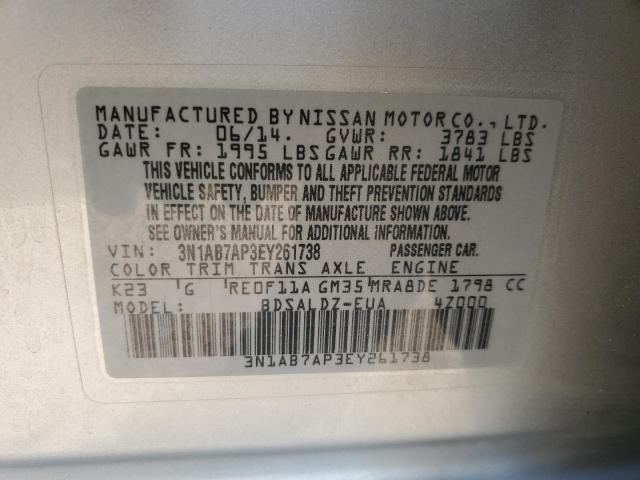 MANUFACTURED BY NISSAN MOTOR CO., LTD.
DATE: 06/14. GVWR: 3783 LBS
GAWR FR: 1995 LBS GAWR RR: 1841 LBS
THIS VEHICLE CONFORMS TO ALL APPLICABLE FEDERAL MOTOR
VEHICLE SAFETY, BUMPER AND THEFT PREVENTION STANDARDS
IN EFFECT ON THE DATE OF MANUFACTURE SHOWN ABOVE.
SEE OWNER'S MANUAL FOR ADDITIONAL INFORMATION.
VIN: 3N1AB7AP3EY261738 PASSENGER CAR.
COLOR TRIM TRANS AXLE ENGINE
K23 G RE0F11A GM35 MRA8DE 1798 CC
MODEL: BDSALDZ-EUA 4Z000
3N1AB7AP3EY261738